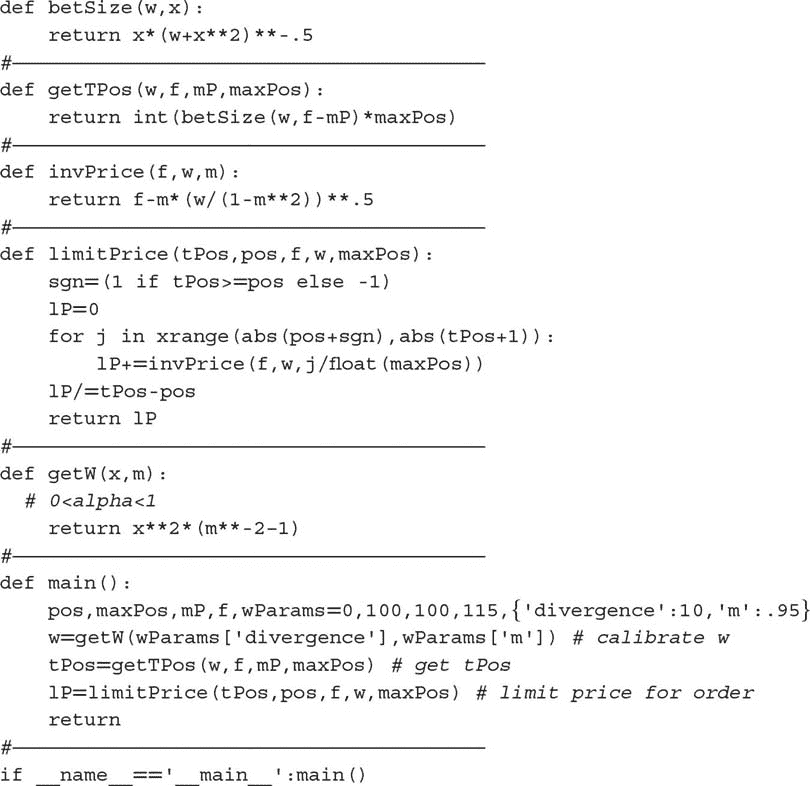 def betSize(w,x):
    return x*(w+x**2)**-.5
#————————————————————————————————————————
def getTPos(w,f,mP,maxPos):
    return int(betSize(w,f-mP)*maxPos)
#————————————————————————————————————————
def invPrice(f,w,m):
    return f-m*(w/(1-m**2))**.5
#————————————————————————————————————————
def limitPrice(tPos,pos,f,w,maxPos):
    sgn=(1 if tPos>=pos else -1)
    lP=0
    for j in xrange(abs(pos+sgn),abs(tPos+1)):
        lP+=invPrice(f,w,j/float(maxPos))
    lP/=tPos-pos
    return lP
#————————————————————————————————————————
def getW(x,m):
  # 0<alpha<1
    return x**2*(m**-2-1)
#————————————————————————————————————————
def main():
    pos,maxPos,mP,f,wParams=0,100,100,115,{'divergence':10,'m':.95}
    w=getW(wParams['divergence'],wParams['m']) # calibrate w
    tPos=getTPos(w,f,mP,maxPos) # get tPos
    lP=limitPrice(tPos,pos,f,w,maxPos) # limit price for order
    return
#————————————————————————————————————————
if __name__=='__main__':main()